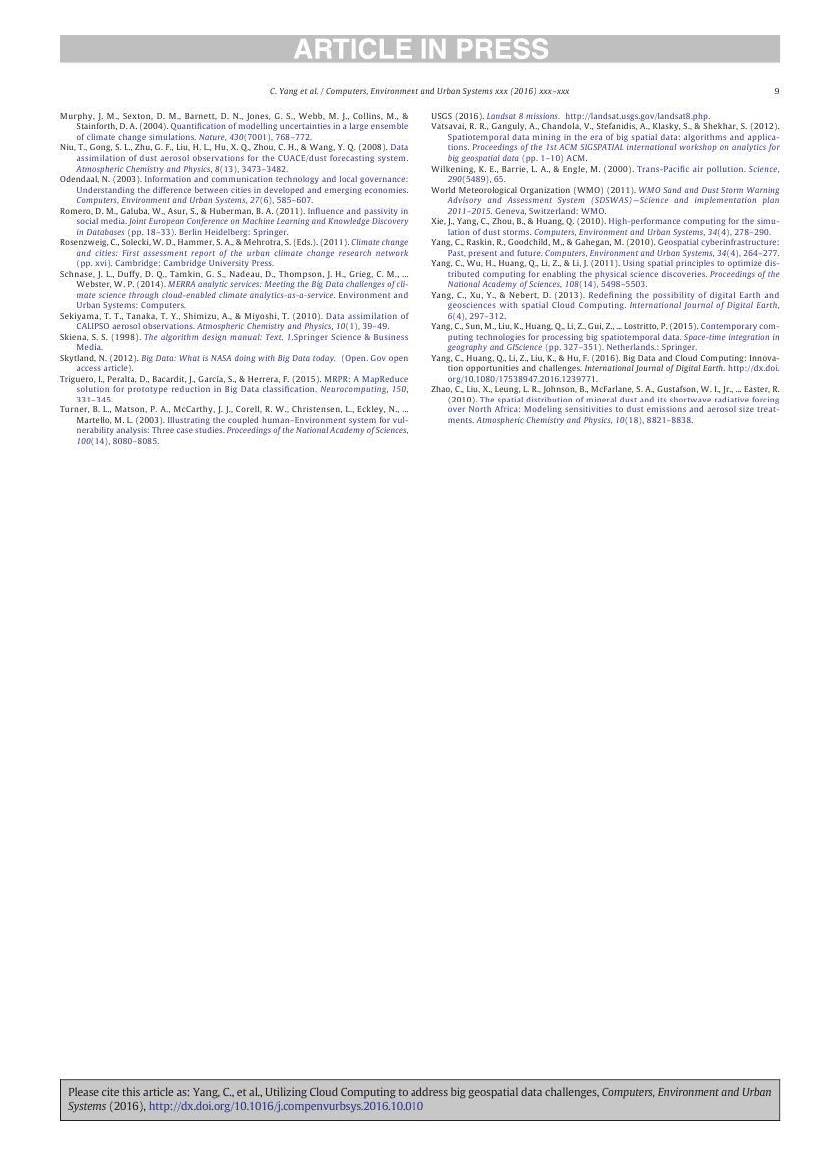 ARTICLE IN PRESS
C. Yang et al. / Computers, Environment and Urban Systems xxx (2016) xxx–xxx
9
Murphy, J. M., Sexton, D. M., Barnett, D. N., Jones, G. S., Webb, M. J., Collins, M., &
Stainforth, D. A. (2004). Quantification of modelling uncertainties in a large ensemble
of climate change simulations. Nature, 430(7001), 768–772.
Niu, T., Gong, S. L., Zhu, G. F., Liu, H. L., Hu, X. Q., Zhou, C. H., & Wang, Y. Q. (2008). Data
assimilation of dust aerosol observations for the CUACE/dust forecasting system.
Atmospheric Chemistry and Physics, 8(13), 3473–3482.
Odendaal, N. (2003). Information and communication technology and local governance:
Understanding the difference between cities in developed and emerging economies.
Computers, Environment and Urban Systems, 27(6), 585–607.
Romero, D. M., Galuba, W., Asur, S., & Huberman, B. A. (2011). Influence and passivity in
social media. Joint European Conference on Machine Learning and Knowledge Discovery
in Databases (pp. 18–33). Berlin Heidelberg: Springer.
Rosenzweig, C., Solecki, W. D., Hammer, S. A., & Mehrotra, S. (Eds.). (2011). Climate change
and cities: First assessment report of the urban climate change research network
(pp. xvi). Cambridge: Cambridge University Press.
Schnase, J. L., Duffy, D. Q., Tamkin, G. S., Nadeau, D., Thompson, J. H., Grieg, C. M., ...
Webster, W. P. (2014). MERRA analytic services: Meeting the Big Data challenges of cli-
mate science through cloud-enabled climate analytics-as-a-service. Environment and
Urban Systems: Computers.
Sekiyama, T. T., Tanaka, T. Y., Shimizu, A., & Miyoshi, T. (2010). Data assimilation of
CALIPSO aerosol observations. Atmospheric Chemistry and Physics, 10(1), 39–49.
Skiena, S. S. (1998). The algorithm design manual: Text. 1.Springer Science & Business
Media.
Skytland, N. (2012). Big Data: What is NASA doing with Big Data today. (Open. Gov open
access article).
Triguero, I., Peralta, D., Bacardit, J., García, S., & Herrera, F. (2015). MRPR: A MapReduce
solution for prototype reduction in Big Data classification. Neurocomputing, 150,
331–345.
Turner, B. L., Matson, P. A., McCarthy, J. J., Corell, R. W., Christensen, L., Eckley, N., ...
Martello, M. L. (2003). Illustrating the coupled human–Environment system for vul-
nerability analysis: Three case studies. Proceedings of the National Academy of Sciences,
100(14), 8080–8085.
USGS (2016). Landsat 8 missions. http://landsat.usgs.gov/landsat8.php.
Vatsavai, R. R., Ganguly, A., Chandola, V., Stefanidis, A., Klasky, S., & Shekhar, S. (2012).
Spatiotemporal data mining in the era of big spatial data: algorithms and applica-
tions. Proceedings of the 1st ACM SIGSPATIAL international workshop on analytics for
big geospatial data (pp. 1–10) ACM.
Wilkening, K. E., Barrie, L. A., & Engle, M. (2000). Trans-Pacific air pollution. Science,
290(5489), 65.
World Meteorological Organization (WMO) (2011). WMO Sand and Dust Storm Warning
Advisory and Assessment System (SDSWAS)—Science and implementation plan
2011–2015. Geneva, Switzerland: WMO.
Xie, J., Yang, C., Zhou, B., & Huang, Q. (2010). High-performance computing for the simu-
lation of dust storms. Computers, Environment and Urban Systems, 34(4), 278–290.
Yang, C., Raskin, R., Goodchild, M., & Gahegan, M. (2010). Geospatial cyberinfrastructure:
Past, present and future. Computers, Environment and Urban Systems, 34(4), 264–277.
Yang, C., Wu, H., Huang, Q., Li, Z., & Li, J. (2011). Using spatial principles to optimize dis-
tributed computing for enabling the physical science discoveries. Proceedings of the
National Academy of Sciences, 108(14), 5498–5503.
Yang, C., Xu, Y., & Nebert, D. (2013). Redefining the possibility of digital Earth and
geosciences with spatial Cloud Computing. International Journal of Digital Earth,
6(4), 297–312.
Yang, C., Sun, M., Liu, K., Huang, Q., Li, Z., Gui, Z., ... Lostritto, P. (2015). Contemporary com-
puting technologies for processing big spatiotemporal data. Space-time integration in
geography and GIScience (pp. 327–351). Netherlands.: Springer.
Yang, C., Huang, Q., Li, Z., Liu, K., & Hu, F. (2016). Big Data and Cloud Computing: Innova-
tion opportunities and challenges. International Journal of Digital Earth. http://dx.doi.
org/10.1080/17538947.2016.1239771.
Zhao, C., Liu, X., Leung, L. R., Johnson, B., McFarlane, S. A., Gustafson, W. I., Jr., ... Easter, R.
(2010). The spatial distribution of mineral dust and its shortwave radiative forcing
over North Africa: Modeling sensitivities to dust emissions and aerosol size treat-
ments. Atmospheric Chemistry and Physics, 10(18), 8821–8838.
Please cite this article as: Yang, C., et al., Utilizing Cloud Computing to address big geospatial data challenges, Computers, Environment and Urban
Systems (2016), http://dx.doi.org/10.1016/j.compenvurbsys.2016.10.010